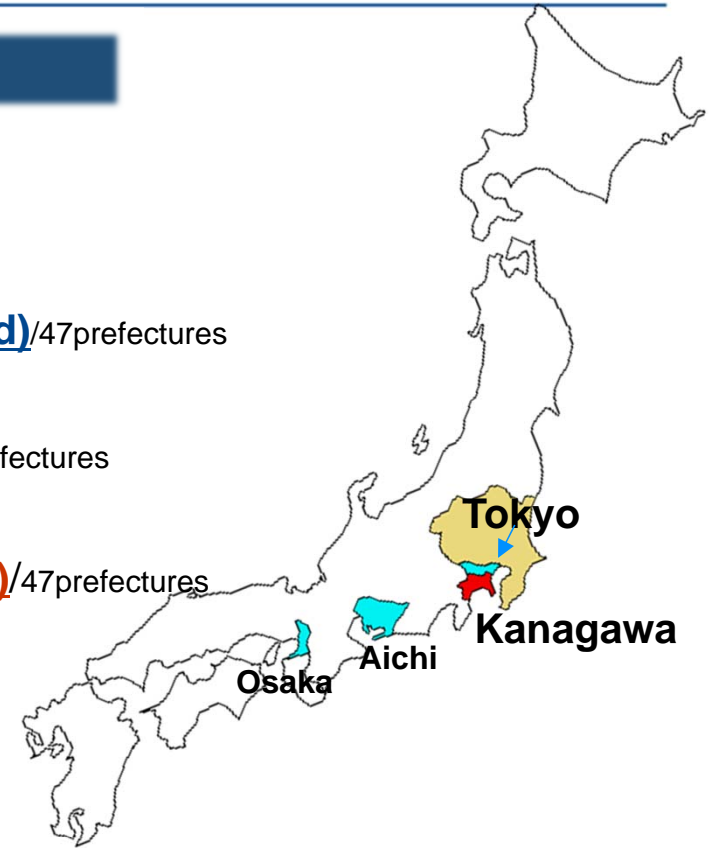 d)/47prefectures
fectures
Tokyo
)/47prefectures
Kanagawa
Aichi
Osaka